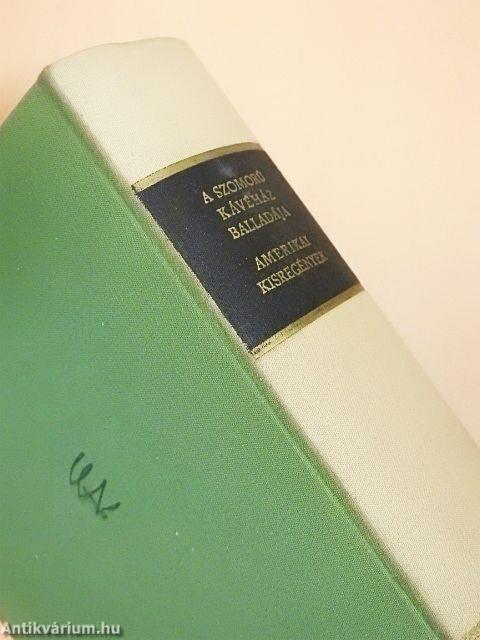 A SZOMORÚ
KÁVÉHÁZ
BALLADÁJA
AMERIKAI
KISREGÉNYEK
Antikvárium.hu